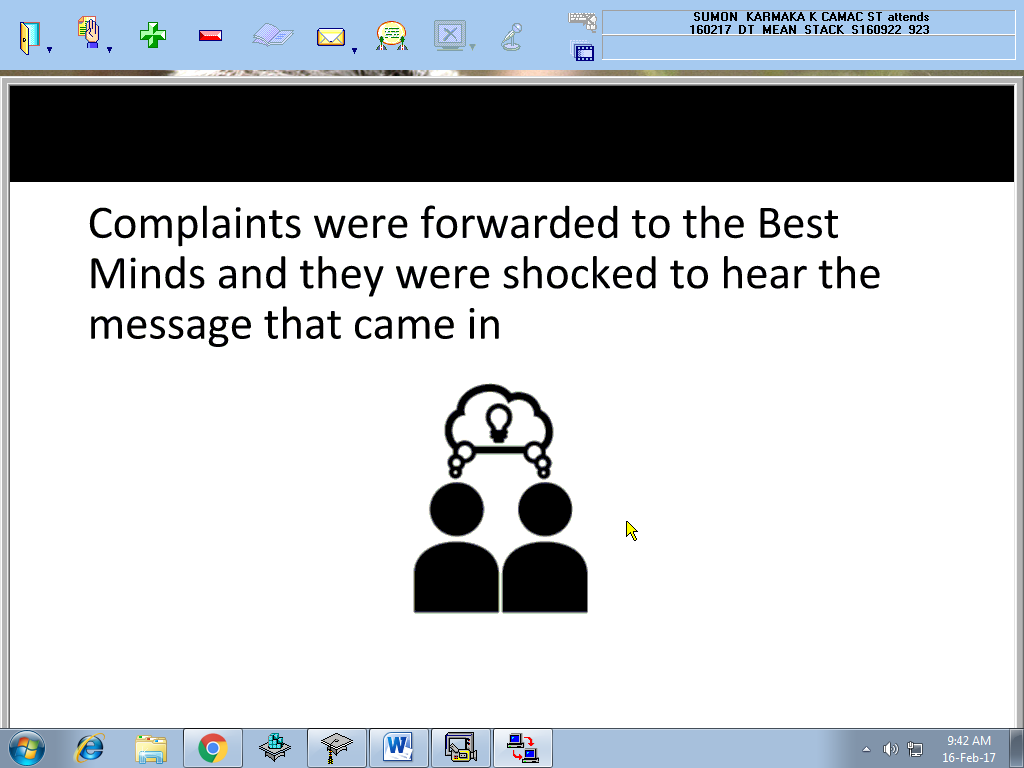 SUMON KARMAKA K CAMAC ST attends
160217 DT MEAN STACK S160922 923
Complaints were forwarded to the Best
Minds and they were shocked to hear the
message that came in
9:42 AM
16-Feb-17